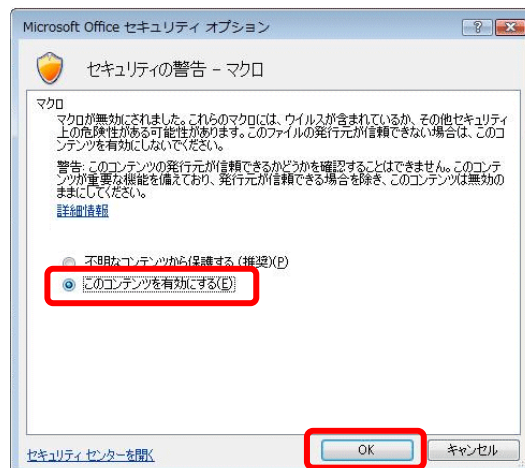 Microsoft Office セキュリティ オプション
セキュリティの警告 - マクロ
マクロ
マクロが無効にされました。これらのマクロには、ウイルスが含まれているか、その他セキュリティ
上の危険性がある可能性があります。このファイルの発行元が信頼できない場合は、このコ
ンテンツを有効にしないでください。
警告: このコンテンツの発行元が信頼できるかどうかを確認することはできません。このコンテ
ンツが重要な機能を備えており、発行元が信頼できる場合を除き、このコンテンツは無効の
ままにしてください。
詳細情報
不明なコンテンツから保護する (推奨)(P)
このコンテンツを有効にする(E)
セキュリティ センターを開く
OK
キャンセル